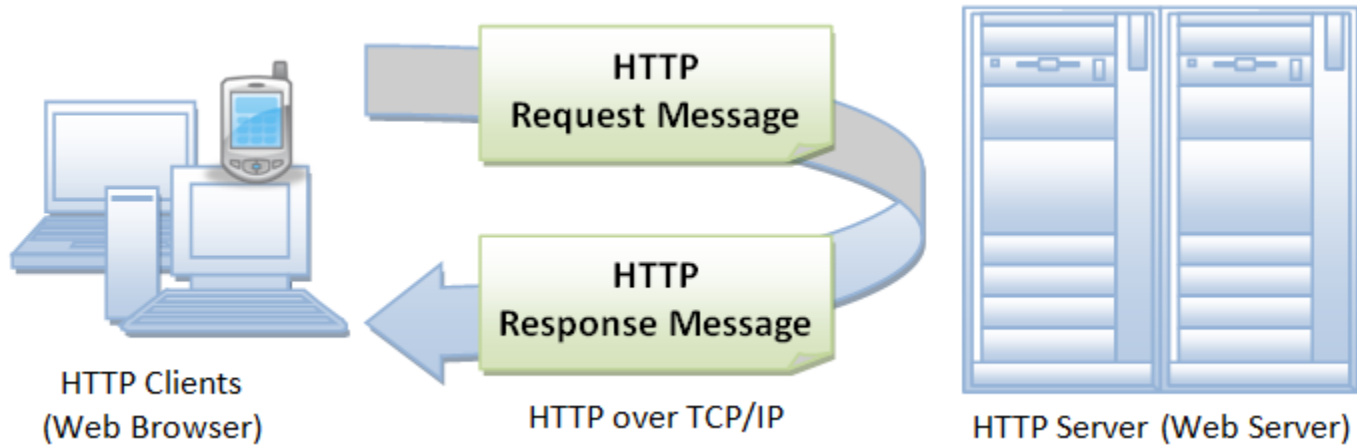 HTTP
Request Message
HTTP
Response Message
HTTP Clients
(Web Browser)
HTTP over TCP/IP
HTTP Server (Web Server)